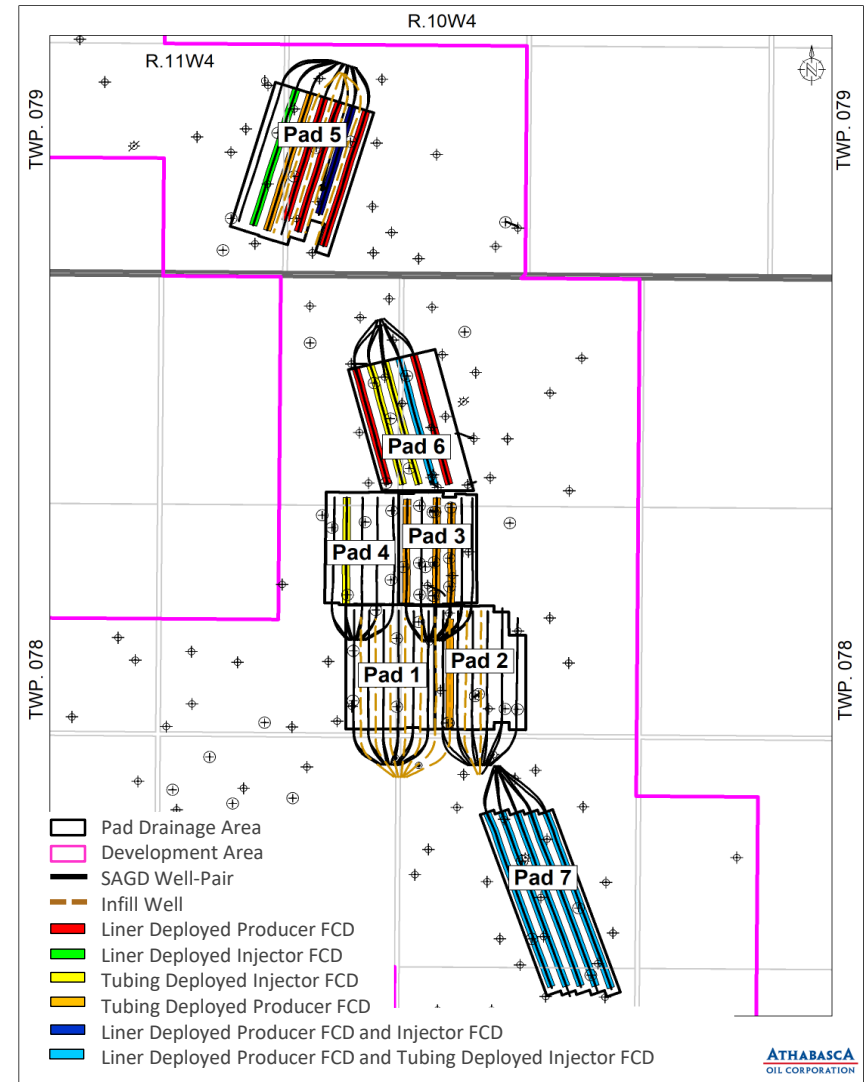 R.10W4
R.11W4
TWP. 079
TWP. 079
N
Pad 5
Pad 6
Pad 4
Pad 3
Pad 1
Pad 2
TWP. 078
TWP. 078
Pad 7
Pad Drainage Area
Development Area
SAGD Well-Pair
Infill Well
Liner Deployed Producer FCD
Liner Deployed Injector FCD
Tubing Deployed Injector FCD
Tubing Deployed Producer FCD
Liner Deployed Producer FCD and Injector FCD
Liner Deployed Producer FCD and Tubing Deployed Injector FCD
ATHABASCA
OIL CORPORATION